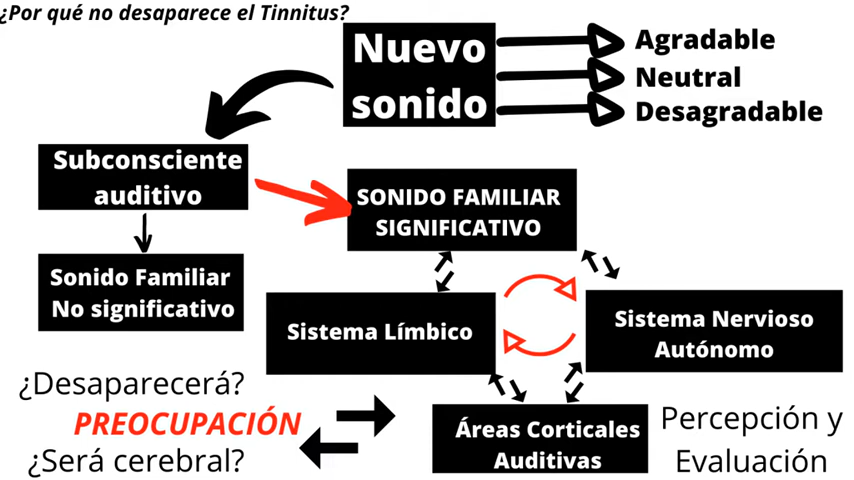 ¿Por qué no desaparece el Tinnitus?
Nuevo
sonido
Agradable
Neutral
Desagradable
Subconsciente
auditivo
SONIDO FAMILIAR
SIGNIFICATIVO
Sonido Familiar
No significativo
Sistema Límbico
Sistema Nervioso
Autónomo
¿Desaparecerá?
PREOCUPACIÓN
¿Será cerebral?
Áreas Corticales
Auditivas
Percepción y
Evaluación